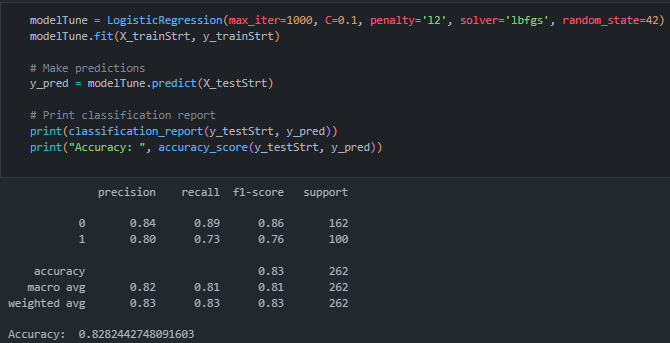 modelTune = LogisticRegression(max_iter=1000, C=0.1, penalty='l2', solver='lbfgs', random_state=42)
modelTune.fit(X_trainStrt, y_trainStrt)
# Make predictions
y_pred = modelTune.predict(X_testStrt)
# Print classification report
print(classification_report(y_testStrt, y_pred))
print("Accuracy: ", accuracy_score(y_testStrt, y_pred))
precision recall f1-score support
0 0.84 0.89 0.86 162
1 0.80 0.73 0.76 100
accuracy 0.83 262
macro avg 0.82 0.81 0.81 262
weighted avg 0.83 0.83 0.83 262
Accuracy:  0.8282442748091603